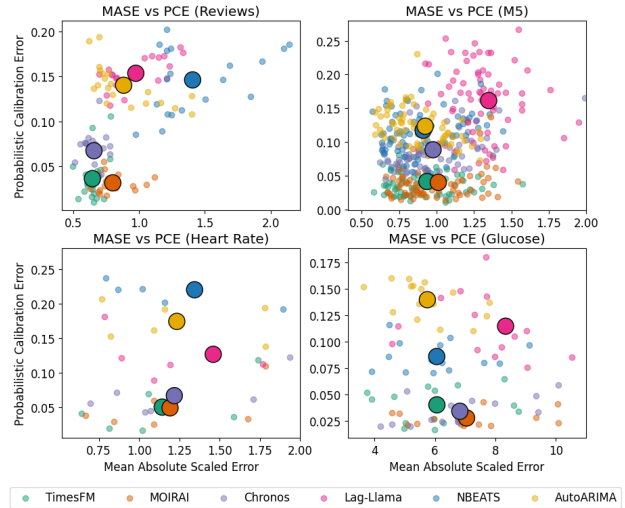 MASE vs PCE (Reviews)
Probabilistic Calibration Error
0.20
0.15
0.10
0.05
0.5 1.0 1.5 2.0
MASE vs PCE (M5)
0.25
0.20
0.15
0.10
0.05
0.00
0.50 0.75 1.00 1.25 1.50 1.75 2.00
MASE vs PCE (Heart Rate)
Probabilistic Calibration Error
0.25
0.20
0.15
0.10
0.05
0.75 1.00 1.25 1.50 1.75 2.00
Mean Absolute Scaled Error
MASE vs PCE (Glucose)
0.175
0.150
0.125
0.100
0.075
0.050
0.025
4 6 8 10
Mean Absolute Scaled Error
TimesFM MOIRAI Chronos Lag-Llama NBEATS AutoARIMA